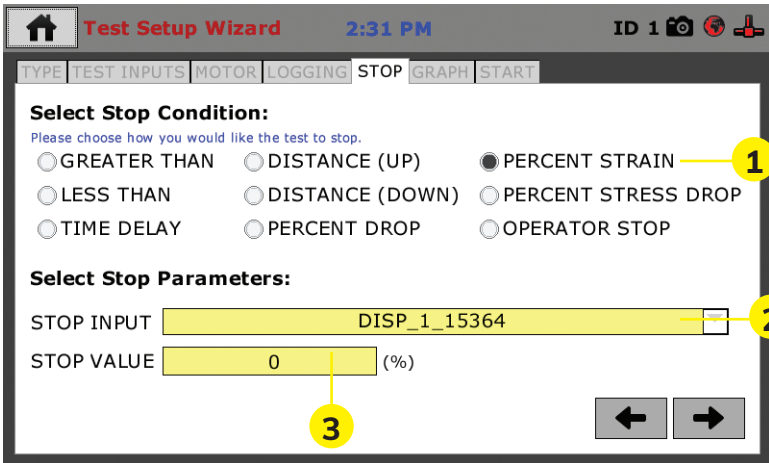 Test Setup Wizard 2:31 PM ID 1
TYPE TEST INPUTS MOTOR LOGGING STOP GRAPH START
Select Stop Condition:
Please choose how you would like the test to stop.
GREATER THAN DISTANCE (UP) PERCENT STRAIN 1
LESS THAN DISTANCE (DOWN) PERCENT STRESS DROP
TIME DELAY PERCENT DROP OPERATOR STOP
Select Stop Parameters:
STOP INPUT DISP_1_15364 2
STOP VALUE 0 (%)
3